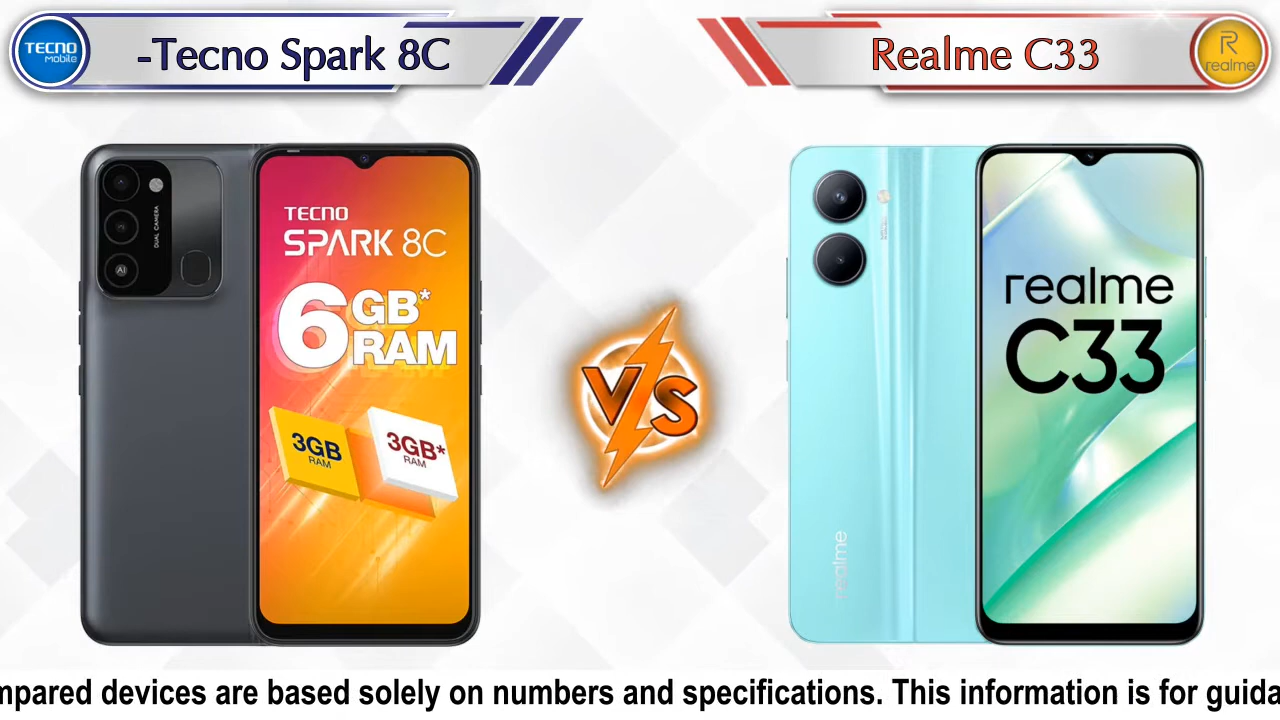 TECNO
mobile
-Tecno Spark 8C
Realme C33
R
realme
DUAL CAMERA
AI
TECNO
SPARK 8C
6GB*
RAM
3GB
RAM
3GB*
RAM
VS
realme
realme
C33
mpared devices are based solely on numbers and specifications. This information is for guida